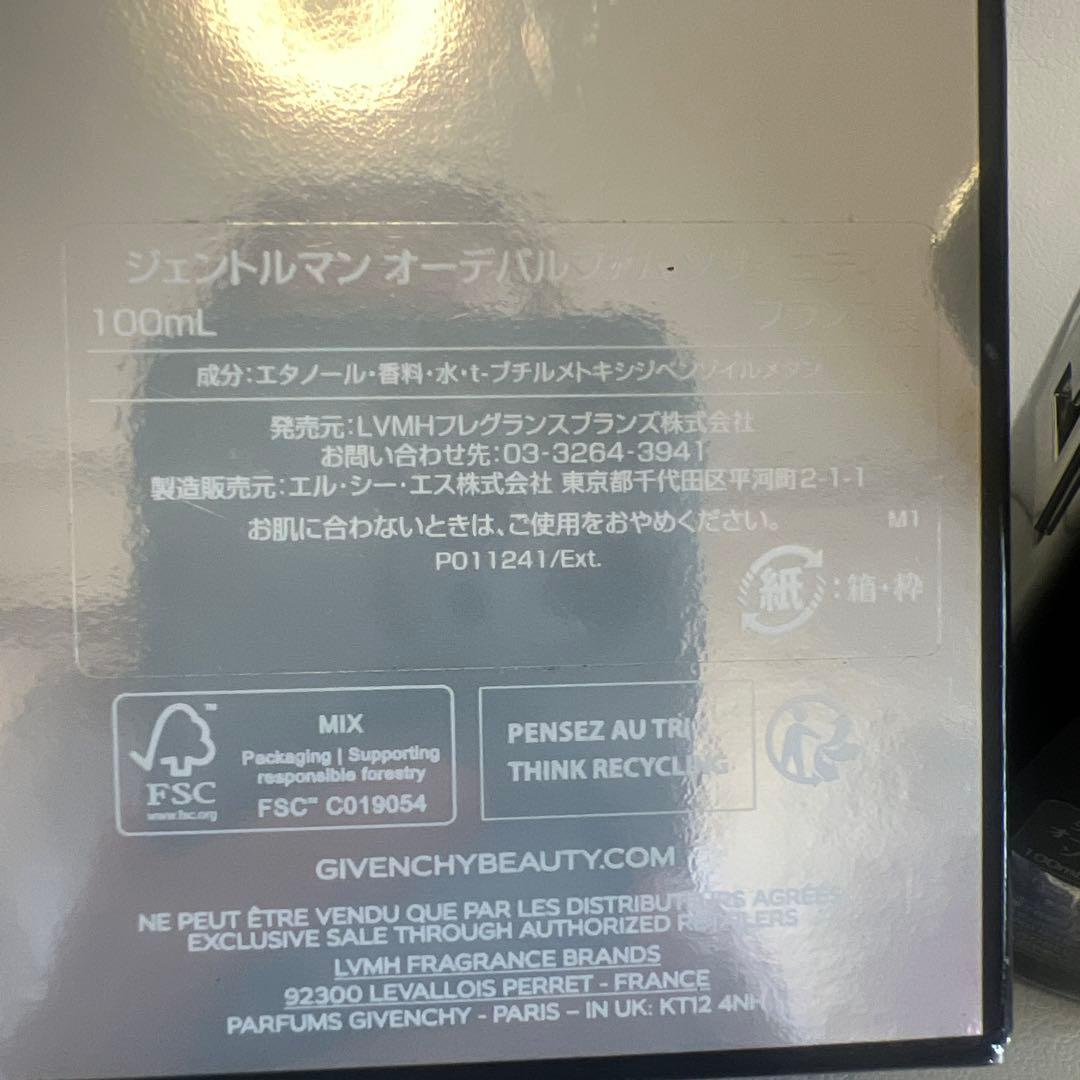 ジェントルマン オーデパルファム
100mL
成分:エタノール・香料・水・t-ブチルメトキシジベンゾイルメタン
発売元:LVMHフレグランスブランズ株式会社
お問い合わせ先:03-3264-3941
製造販売元:エル・シー・エス株式会社 東京都千代田区平河町2-1-1
お肌に合わないときは、ご使用をおやめください。 M1
P011241/Ext.
紙:箱・枠
FSC™
www.fsc.org
MIX
Packaging | Supporting
responsible forestry
FSC™ C019054
PENSEZ AU TRI
THINK RECYCLING
GIVENCHYBEAUTY.COM
NE PEUT ÊTRE VENDU QUE PAR LES DISTRIBUTEURS AGRÉÉS
EXCLUSIVE SALE THROUGH AUTHORIZED RETAILERS
LVMH FRAGRANCE BRANDS
92300 LEVALLOIS PERRET - FRANCE
PARFUMS GIVENCHY - PARIS – IN UK: KT12 4NH